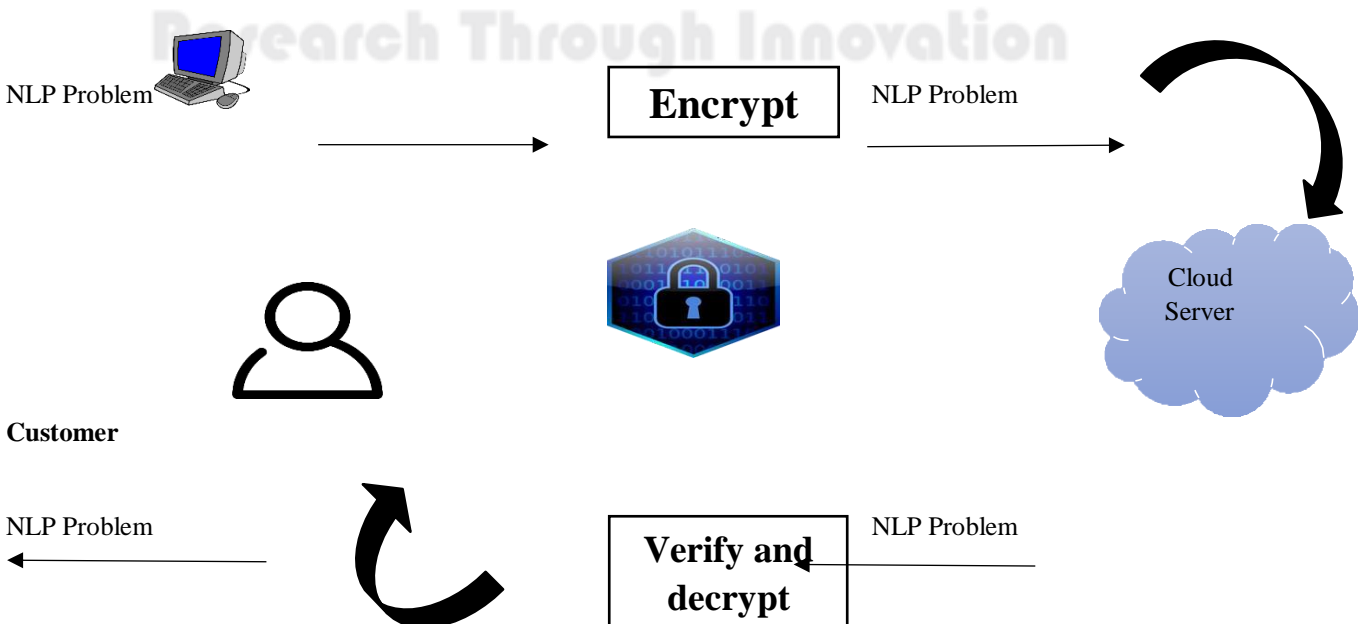 Research Through Innovation
NLP Problem
Encrypt
NLP Problem
Cloud
Server
Customer
NLP Problem
Verify and
decrypt
NLP Problem